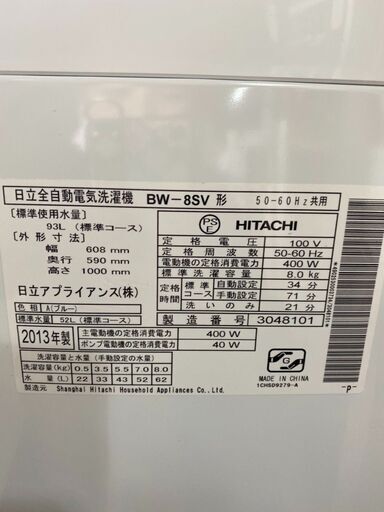 日立全自動電気洗濯機 BW-8SV 形 50-60Hz共用
[標準使用水量]
93L (標準コース)
[外形寸法]
幅 608 mm
奥行 590 mm
高さ 1000 mm
日立アプライアンス(株)
色相 A(ブルー)
標準水量 52L (標準コース)
PSE HITACHI
定格電圧 100 V
定格周波数 50-60 Hz
電動機の定格消費電力 400 W
標準洗濯容量 8.0 kg
定格時間 自動設定 34 分
手動設定 71 分
洗いのみ 21 分
製造番号 3048101
2013年製
主電動機の定格消費電力 400 W
ポンプ電動機の定格消費電力 40 W
洗濯容量と水量 (手動設定の水量)
洗濯容量(kg) 0.5 3.5 5.5 7.0 8.0
水量(L) 22 33 43 52 62
G
MADE IN CHINA
1CHSD9279-A
製造元 Shanghai Hitachi Household Appliances Co., Ltd.
-P-